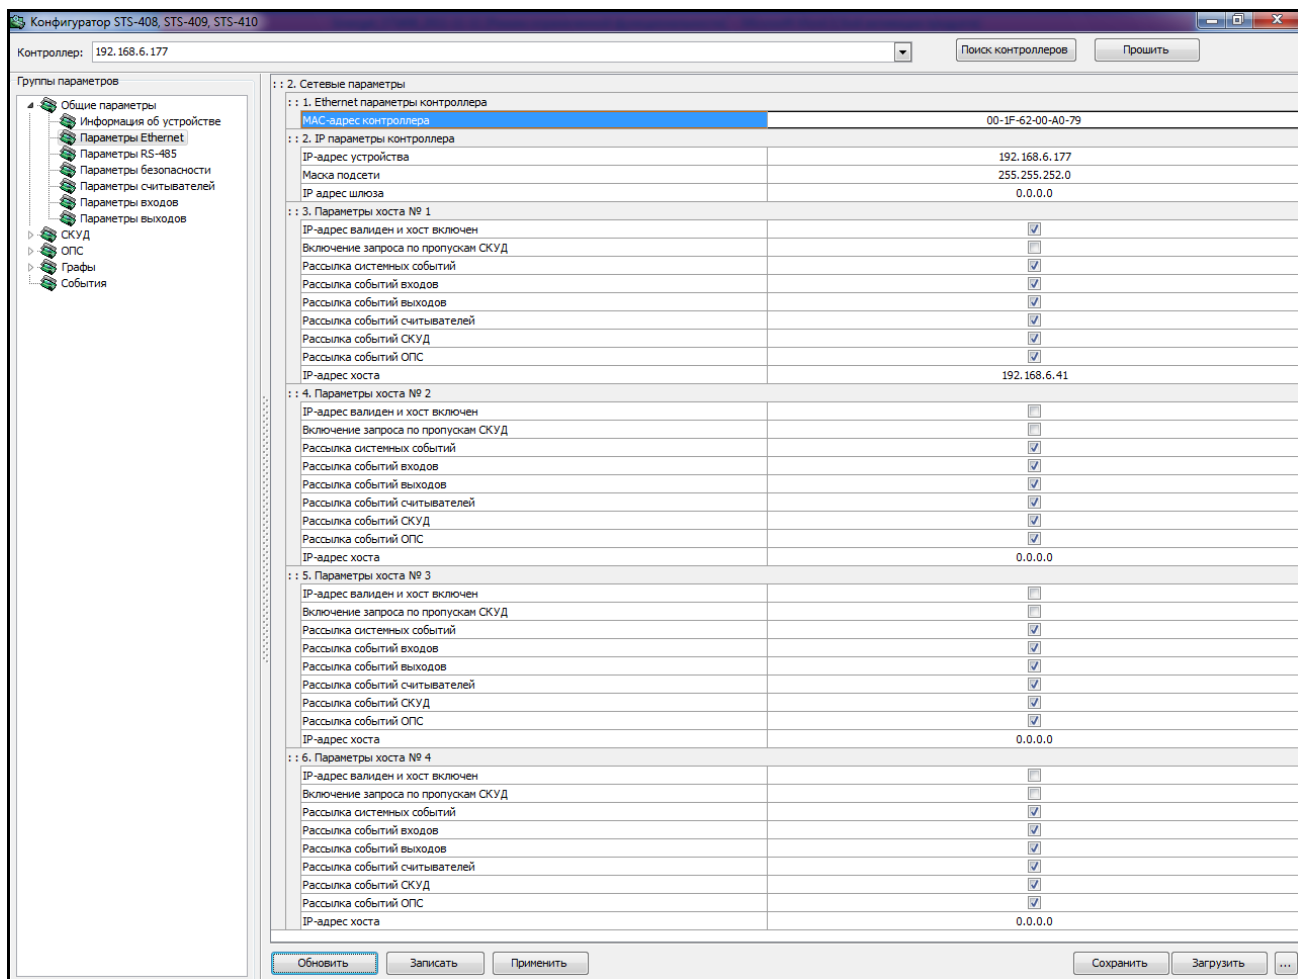 Конфигуратор STS-408, STS-409, STS-410
Контроллер: 192.168.6.177 Поиск контроллеров Прошить
Группы параметров
Общие параметры
Информация об устройстве
Параметры Ethernet
Параметры RS-485
Параметры безопасности
Параметры считывателей
Параметры входов
Параметры выходов
СКУД
ОПС
Графы
События
: : 2. Сетевые параметры
: : 1. Ethernet параметры контроллера
MAC-адрес контроллера 00-1F-62-00-A0-79
: : 2. IP параметры контроллера
IP-адрес устройства 192.168.6.177
Маска подсети 255.255.252.0
IP адрес шлюза 0.0.0.0
: : 3. Параметры хоста № 1
IP-адрес валиден и хост включен
Включение запроса по пропускам СКУД
Рассылка системных событий
Рассылка событий входов
Рассылка событий выходов
Рассылка событий считывателей
Рассылка событий СКУД
Рассылка событий ОПС
IP-адрес хоста 192.168.6.41
: : 4. Параметры хоста № 2
IP-адрес валиден и хост включен
Включение запроса по пропускам СКУД
Рассылка системных событий
Рассылка событий входов
Рассылка событий выходов
Рассылка событий считывателей
Рассылка событий СКУД
Рассылка событий ОПС
IP-адрес хоста 0.0.0.0
: : 5. Параметры хоста № 3
IP-адрес валиден и хост включен
Включение запроса по пропускам СКУД
Рассылка системных событий
Рассылка событий входов
Рассылка событий выходов
Рассылка событий считывателей
Рассылка событий СКУД
Рассылка событий ОПС
IP-адрес хоста 0.0.0.0
: : 6. Параметры хоста № 4
IP-адрес валиден и хост включен
Включение запроса по пропускам СКУД
Рассылка системных событий
Рассылка событий входов
Рассылка событий выходов
Рассылка событий считывателей
Рассылка событий СКУД
Рассылка событий ОПС
IP-адрес хоста 0.0.0.0
Обновить Записать Применить Сохранить Загрузить ...